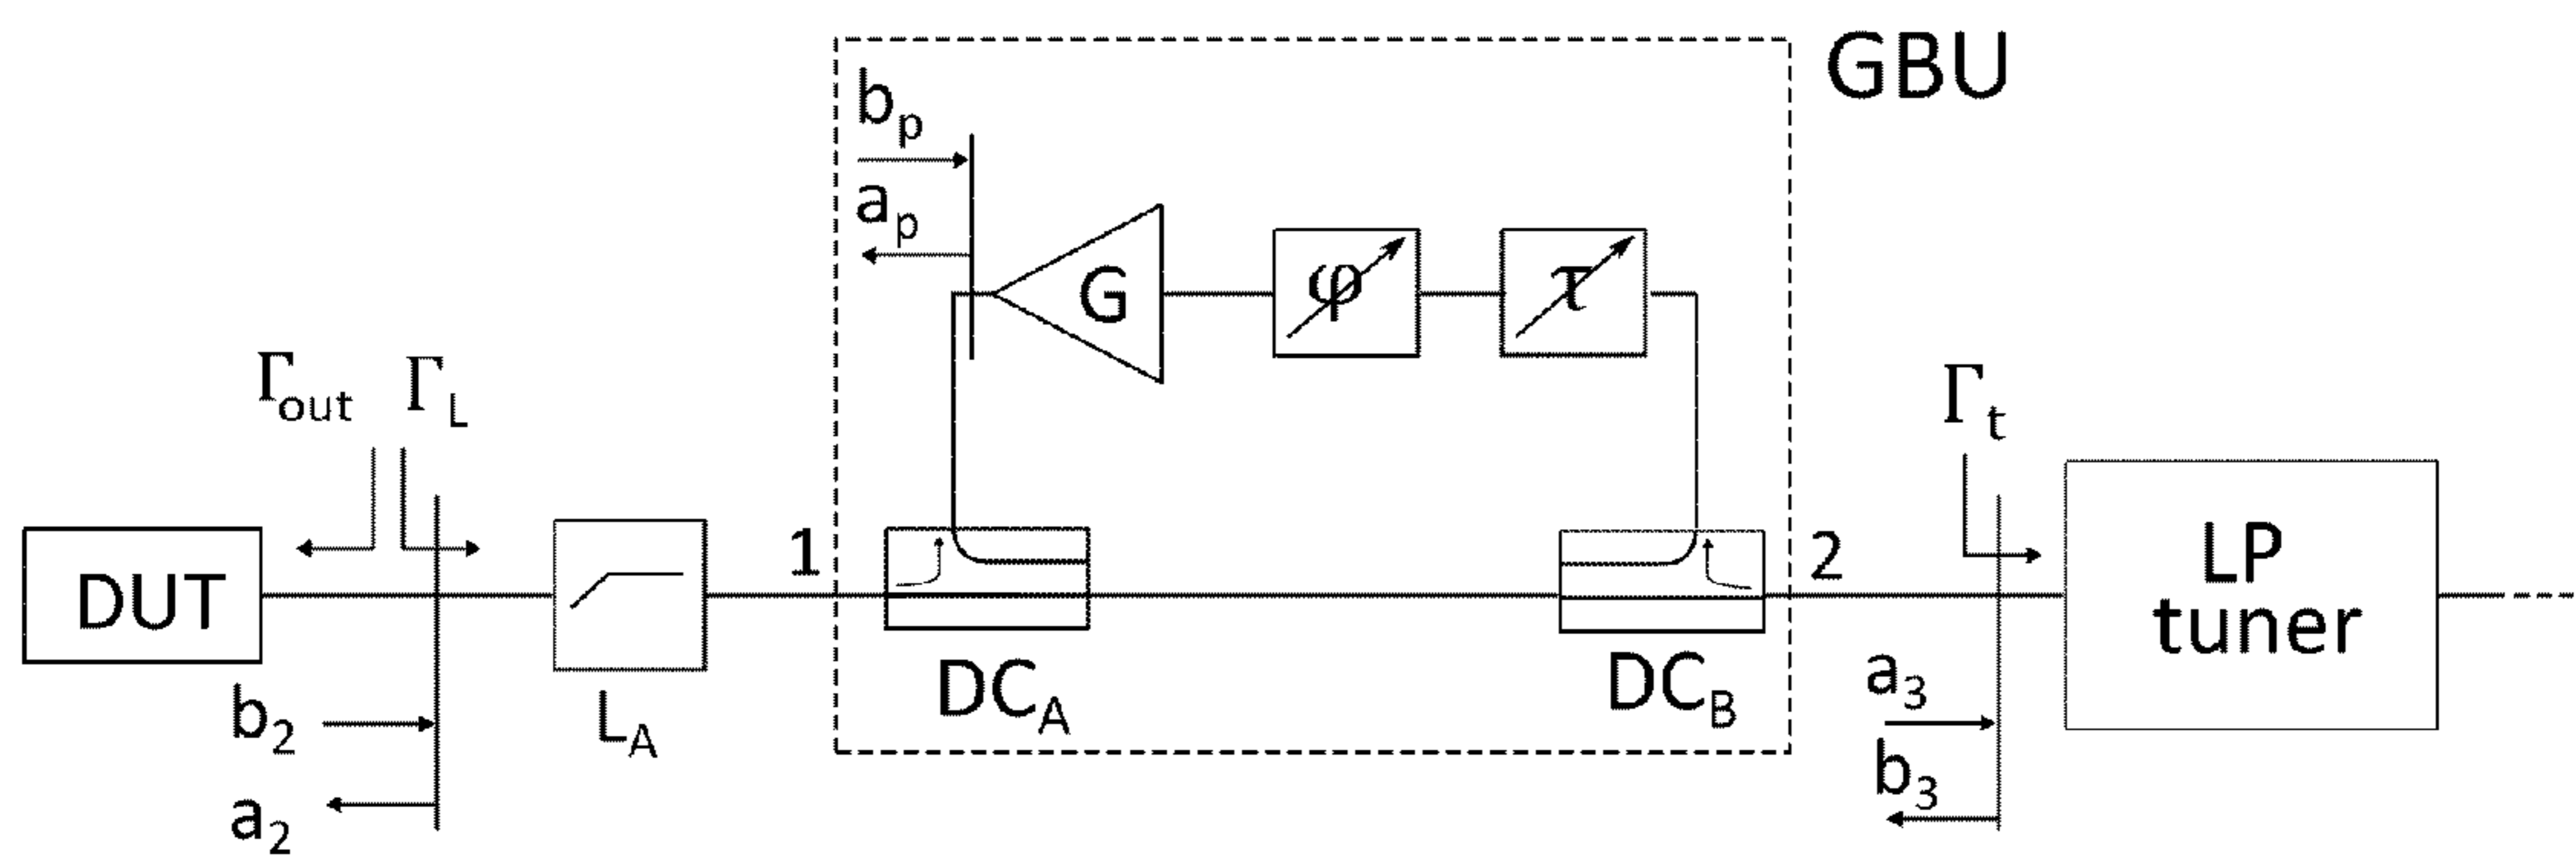 GBU
b_p
a_p
G
φ
τ
Γ_out
Γ_L
Γ_t
DUT
1
2
LP
tuner
L_A
DC_A
DC_B
b_2
a_2
a_3
b_3